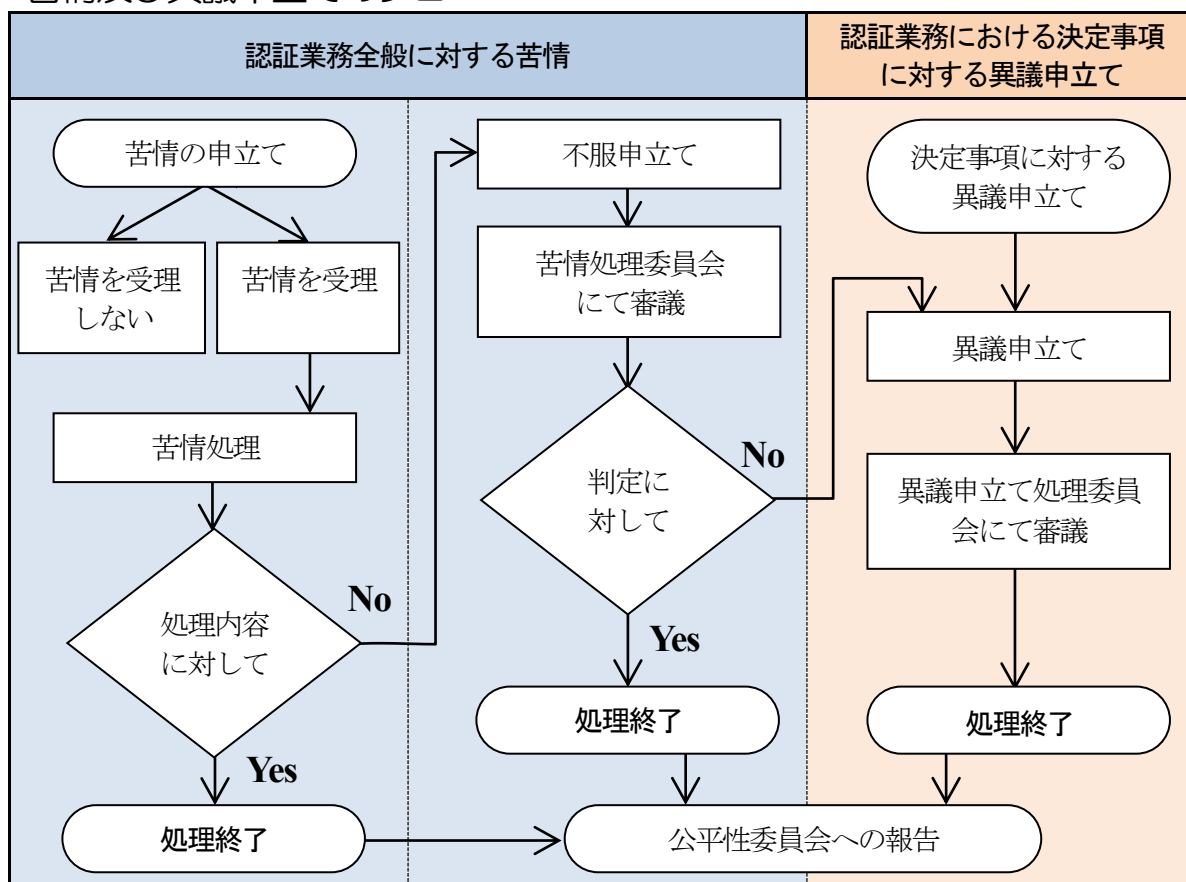 認証業務全般に対する苦情
認証業務における決定事項
に対する異議申立て
苦情の申立て
苦情を受理
しない
苦情を受理
苦情処理
処理内容
に対して
No
Yes
処理終了
不服申立て
苦情処理委員会
にて審議
判定に
対して
No
Yes
処理終了
決定事項に対する
異議申立て
異議申立て
異議申立て処理委員
会にて審議
処理終了
公平性委員会への報告